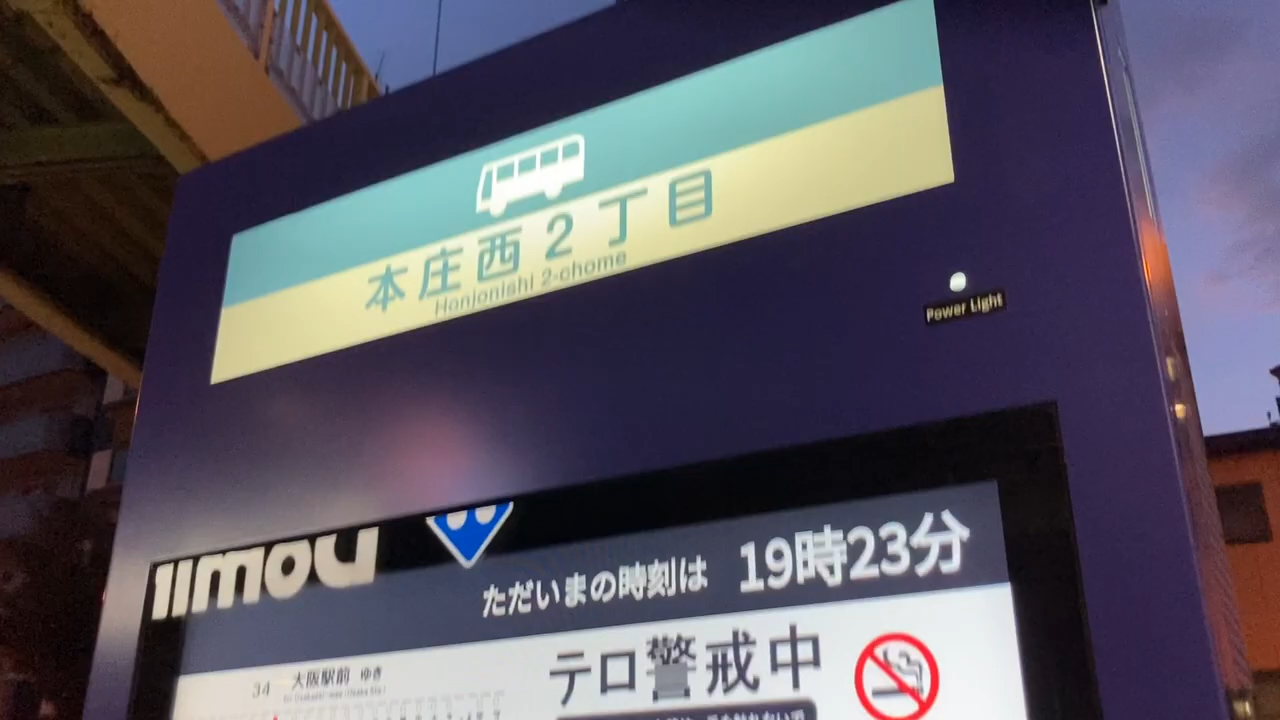 本庄西2丁目
Honjonishi 2-chome
Power Light
ただいまの時刻は 19時23分
テロ警戒中
34 大阪駅前 ゆき